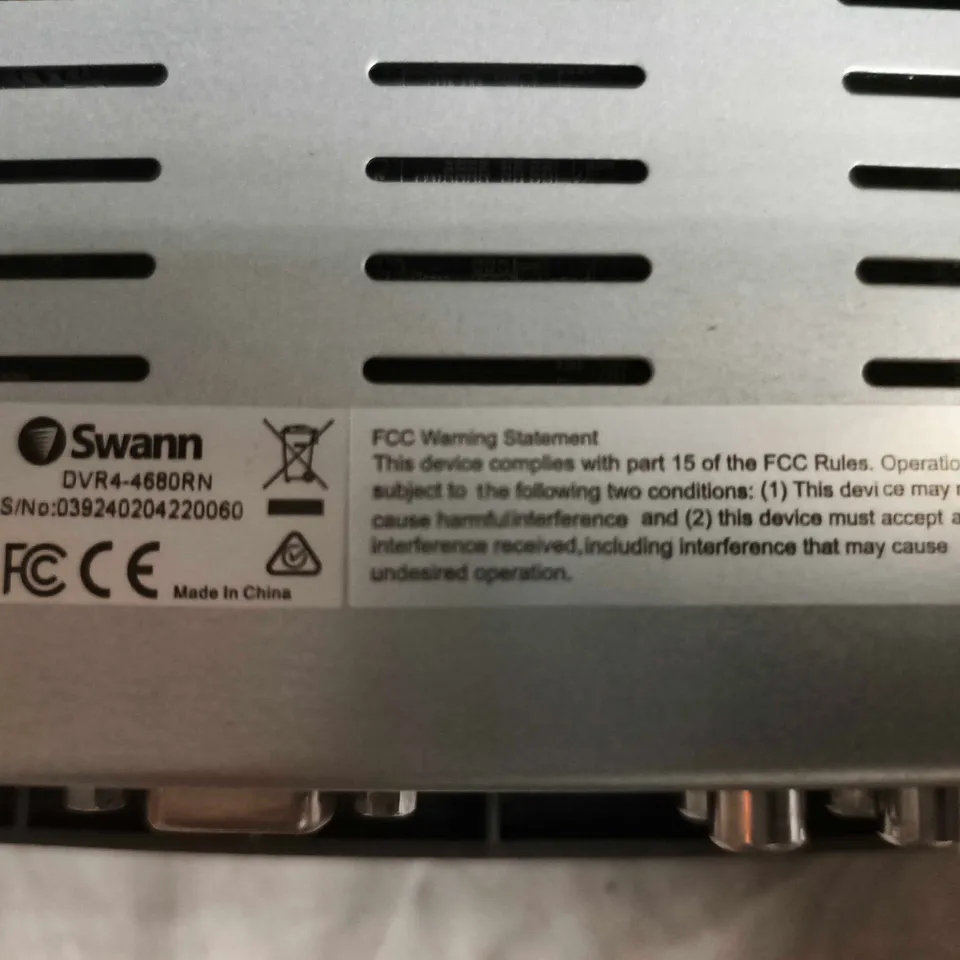 Swann
DVR4-4680RN
S/No:039240204220060
FC CE
Made In China
FCC Warning Statement
This device complies with part 15 of the FCC Rules. Operatio
subject to the following two conditions: (1) This device may
cause harmful interference and (2) this device must accept a
interference received,including interference that may cause
undesired operation.